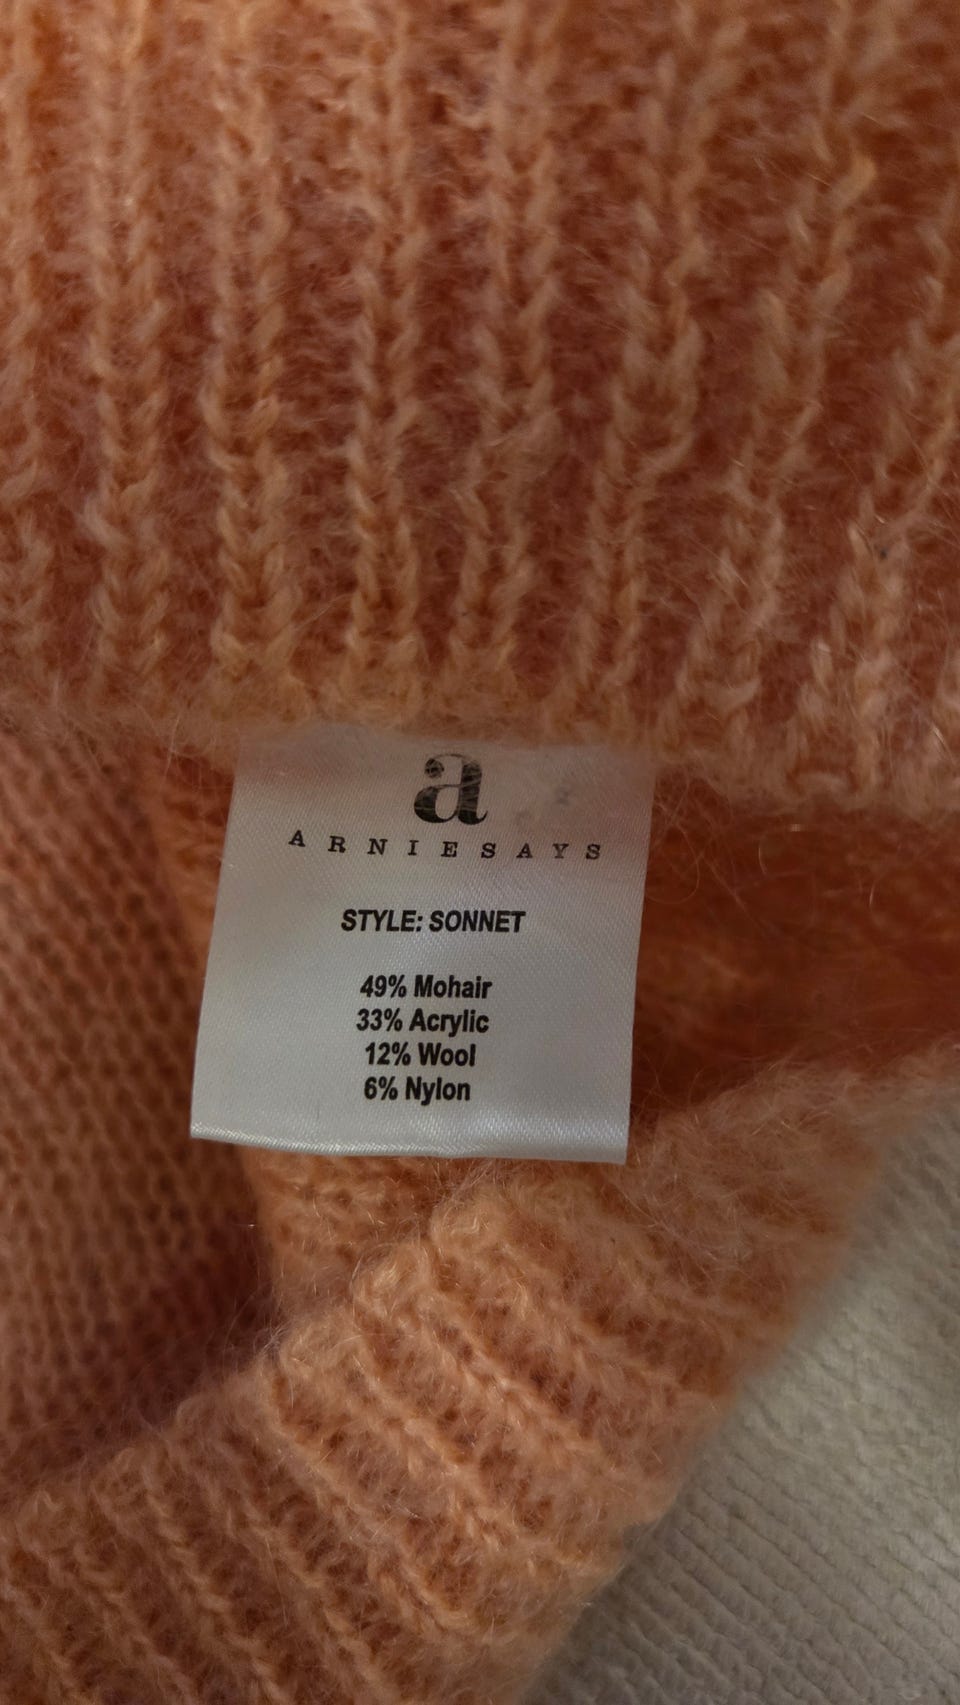 a
ARNIESAYS
STYLE: SONNET
49% Mohair
33% Acrylic
12% Wool
6% Nylon